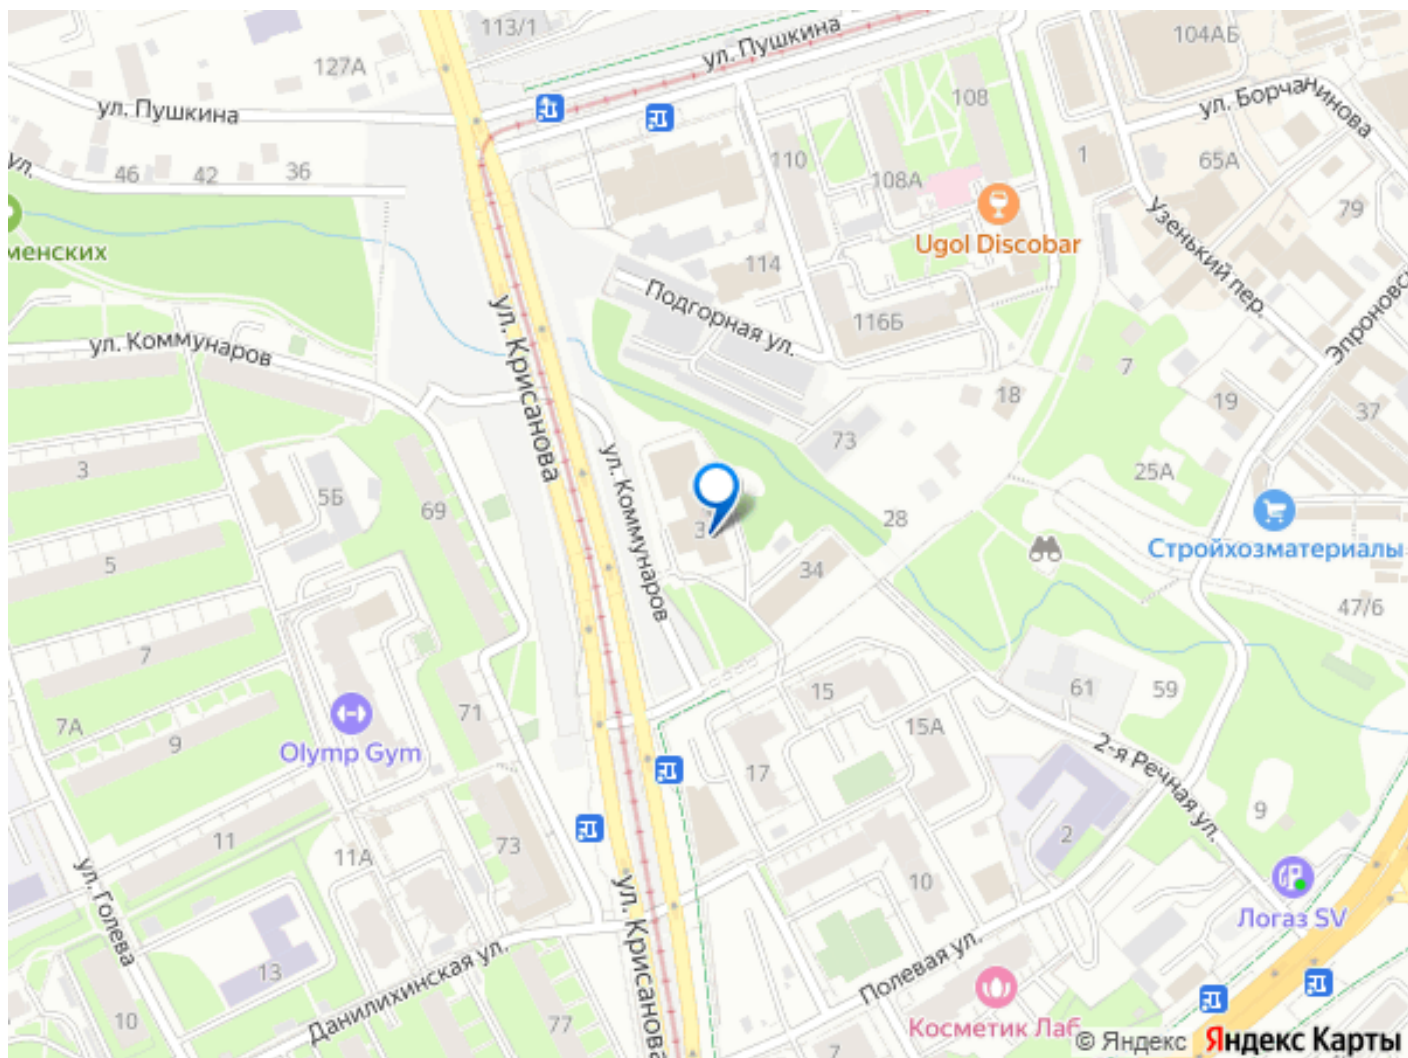 113/1
ул. Пушкина
104АБ
127А
ул. Пушкина
108
ул. Борчанинова
110
1
65А
ул.
46
42
36
108А
79
Узенький пер.
менских
Ugol Discobar
114
Подгорная ул.
116Б
Эпроновск
ул. Коммунаров
ул. Крисанова
7
18
19
37
73
3
5Б
69
ул. Коммунаров
25А
28
3
Стройхозматериалы
5
34
47/6
7
15
61
59
7А
71
9
15А
Olymp Gym
17
2-я Речная ул.
9
11
11А
73
2
10
ул. Голева
ул. Крисанова
Логаз SV
13
Данилихинская ул.
Полевая ул.
10
77
7
Косметик Лаб
© Яндекс Яндекс Карты